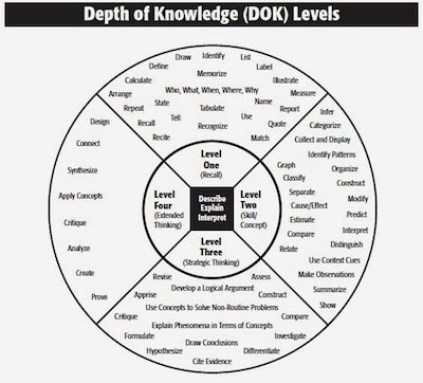 Depth of Knowledge (DOK) Levels
Draw
Identify
List
Define
Label
Memorize
Calculate
Illustrate
Arrange
Who, What, When, Where, Why
Measure
State
Name
Repeat
Tabulate
Report
Recall
Tell
Use
Quote
Recognize
Recite
Match
Level
One
(Recall)
Infer
Categorize
Collect and Display
Identify Patterns
Graph
Organize
Classify
Construct
Separate
Modify
Cause/Effect
Predict
Estimate
Interpret
Compare
Distinguish
Relate
Use Context Cues
Make Observations
Summarize
Show
Level
Two
(Skill/
Concept)
Describe
Explain
Interpret
Level
Three
(Strategic Thinking)
Revise
Assess
Develop a Logical Argument
Apprise
Construct
Use Concepts to Solve Non-Routine Problems
Critique
Compare
Explain Phenomena in Terms of Concepts
Formulate
Investigate
Draw Conclusions
Hypothesize
Differentiate
Cite Evidence
Level
Four
(Extended
Thinking)
Design
Connect
Synthesize
Apply Concepts
Critique
Analyze
Create
Prove